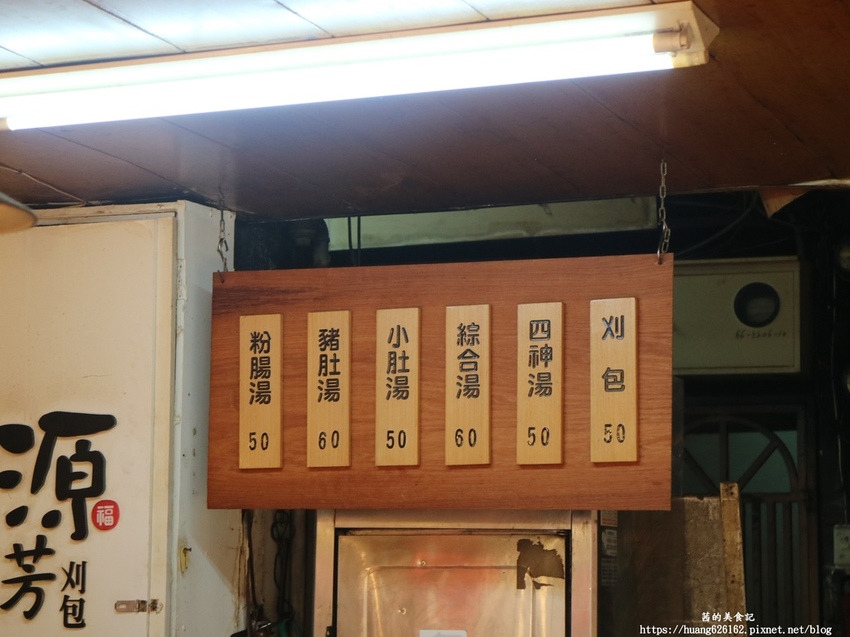 刈包
50
四神湯
50
綜合湯
60
小肚湯
50
豬肚湯
60
粉腸湯
50
源芳
福
刈包
茜的美食記
https://huang626162.pixnet.net/blog